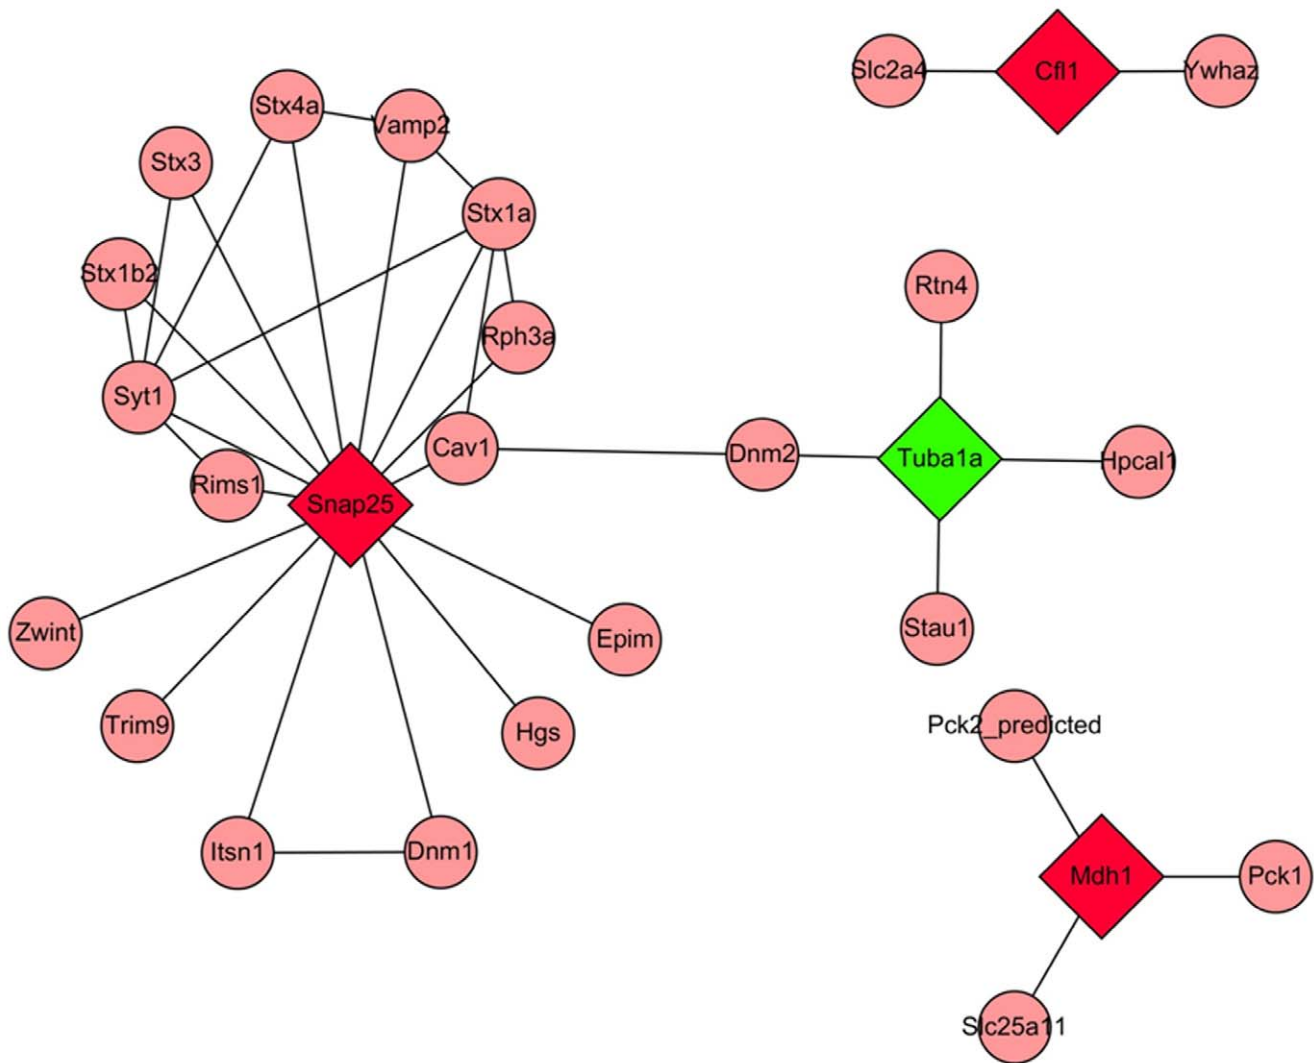 Slc2a4
Cfl1
Ywhaz
Stx4a
Vamp2
Stx3
Stx1a
Stx1b2
Rtn4
Rph3a
Syt1
Cav1
Dnm2
Tuba1a
Hpcal1
Rims1
Snap25
Zwint
Epim
Stau1
Trim9
Hgs
Pck2_predicted
Itsn1
Dnm1
Mdh1
Pck1
Slc25a11